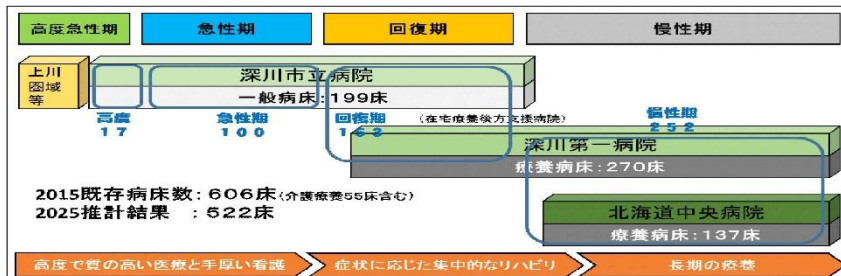 高度急性期
急性期
回復期
慢性期
上川
圏域
等
深川市立病院
一般病床:199床
高度
17
急性期
100
回復期
163
(在宅療養後方支援病院)
慢性期
252
深川第一病院
療養病床:270床
2015既存病床数:606床(介護療養55床含む)
2025推計結果 :522床
北海道中央病院
療養病床:137床
高度で質の高い医療と手厚い看護
症状に応じた集中的なリハビリ
長期の療養